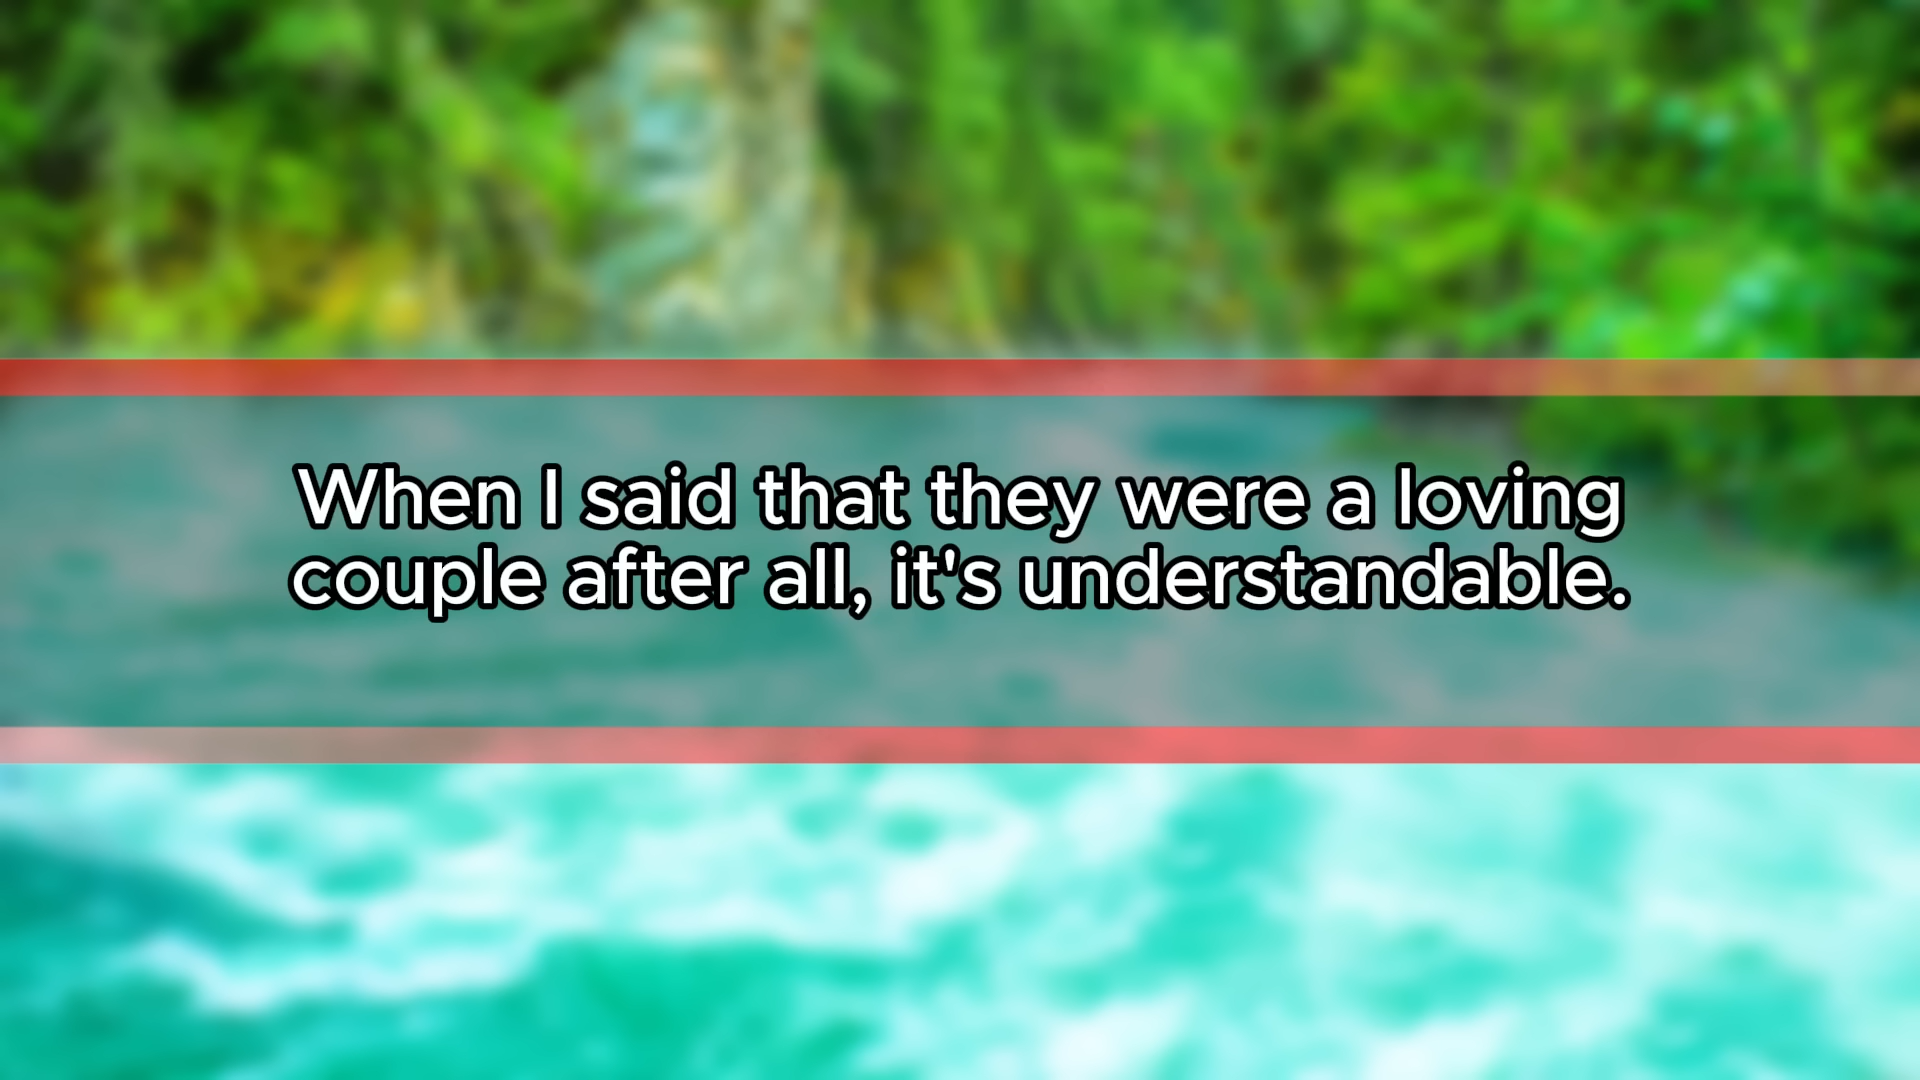 When I said that they were a loving
couple after all, it's understandable.